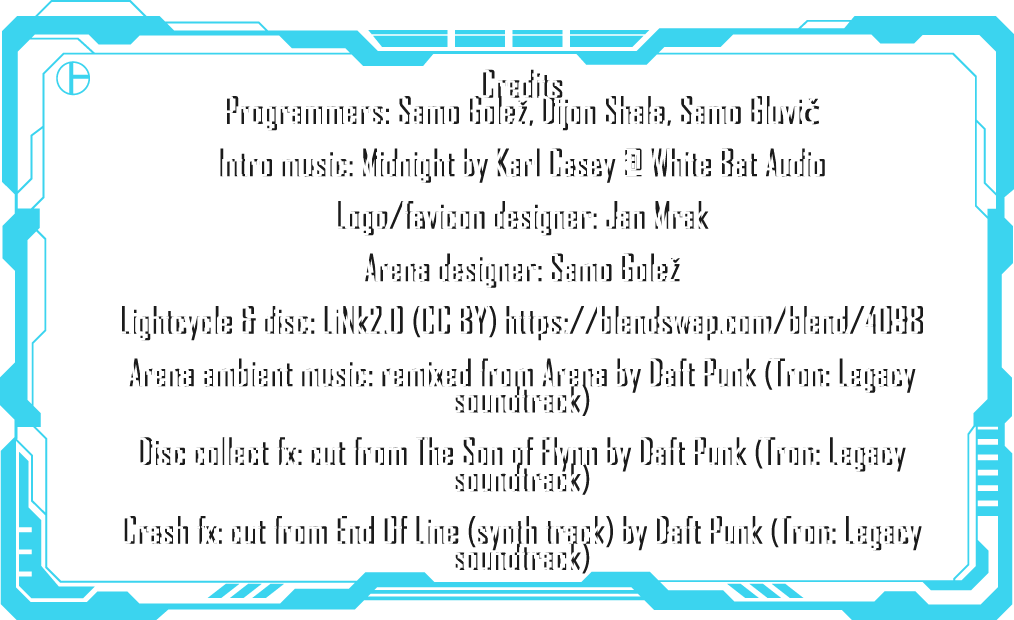 Credits
Programmers: Samo Golež, Dijon Shala, Samo Gluvič
Intro music: Midnight by Karl Casey @ White Bat Audio
Logo/favicon designer: Jan Mrak
Arena designer: Samo Golež
Lightcycle & disc: LiNk2.0 (CC BY) https://blendswap.com/blend/4098
Arena ambient music: remixed from Arena by Daft Punk (Tron: Legacy
soundtrack)
Disc collect fx: cut from The Son of Flynn by Daft Punk (Tron: Legacy
soundtrack)
Crash fx: cut from End Of Line (synth track) by Daft Punk (Tron: Legacy
soundtrack)